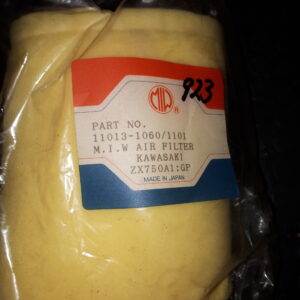 MIW ®
923
PART NO.
11013-1060/1101
M.I.W AIR FILTER
KAWASAKI
ZX750A1:GP
MADE IN JAPAN